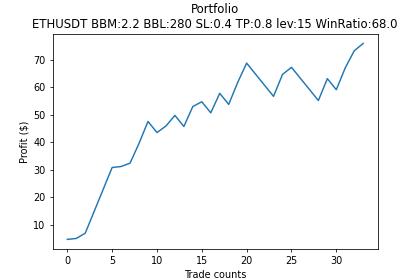 Portfolio
ETHUSDT BBM:2.2 BBL:280 SL:0.4 TP:0.8 lev:15 WinRatio:68.0
Profit ($)
70
60
50
40
30
20
10
0 5 10 15 20 25 30
Trade counts